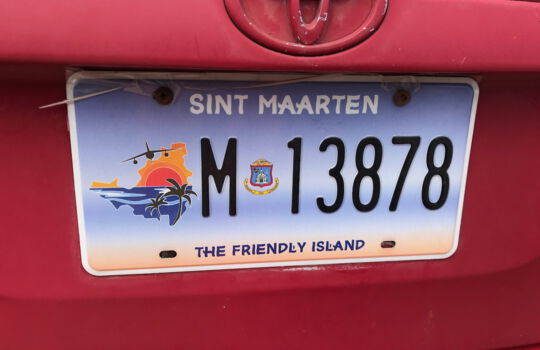 SINT MAARTEN
M 13878
THE FRIENDLY ISLAND